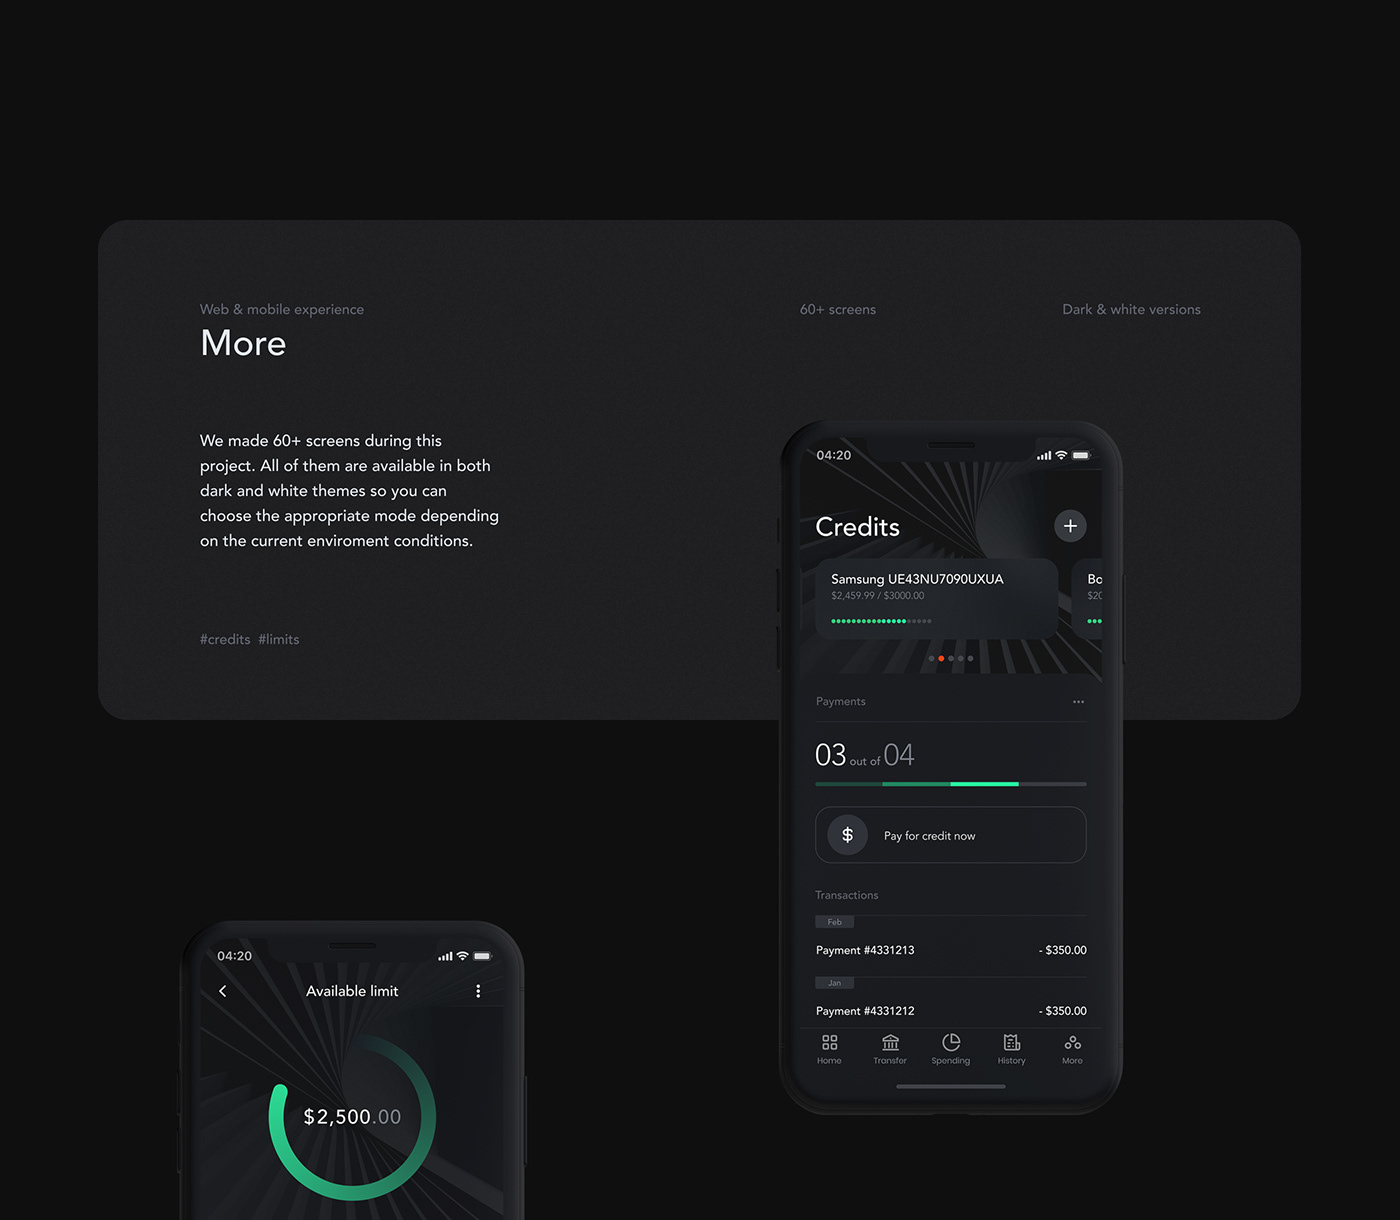 Web & mobile experience
60+ screens
Dark & white versions
More
We made 60+ screens during this
project. All of them are available in both
dark and white themes so you can
choose the appropriate mode depending
on the current enviroment conditions.
#credits #limits
04:20
Credits
Samsung UE43NU7090UXUA
$2,459.99 / $3000.00
Bo
$20
Payments
03 out of 04
$
Pay for credit now
Transactions
Feb
Payment #4331213
- $350.00
Jan
Payment #4331212
- $350.00
Home
Transfer
Spending
History
More
04:20
Available limit
$2,500.00